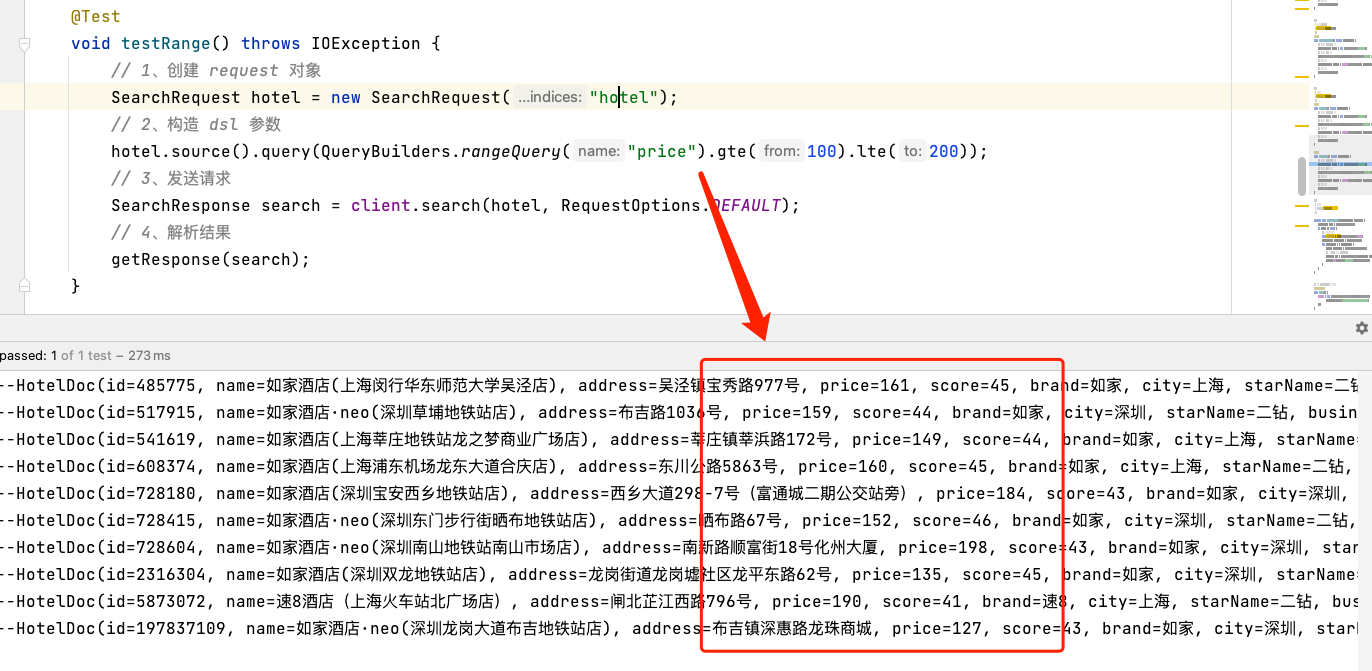 @Test
void testRange() throws IOException {
// 1、创建 request 对象
SearchRequest hotel = new SearchRequest( ...indices: "hotel");
// 2、构造 dsl 参数
hotel.source().query(QueryBuilders.rangeQuery( name: "price").gte( from: 100).lte( to: 200));
// 3、发送请求
SearchResponse search = client.search(hotel, RequestOptions.DEFAULT);
// 4、解析结果
getResponse(search);
}
passed: 1 of 1 test – 273 ms
--HotelDoc(id=485775, name=如家酒店(上海闵行华东师范大学吴泾店), address=吴泾镇宝秀路977号, price=161, score=45, brand=如家, city=上海, starName=二钻
--HotelDoc(id=517915, name=如家酒店·neo(深圳草埔地铁站店), address=布吉路1036号, price=159, score=44, brand=如家, city=深圳, starName=二钻, busin
--HotelDoc(id=541619, name=如家酒店(上海莘庄地铁站龙之梦商业广场店), address=莘庄镇莘浜路172号, price=149, score=44, brand=如家, city=上海, starName=
--HotelDoc(id=608374, name=如家酒店(上海浦东机场龙东大道合庆店), address=东川公路5863号, price=160, score=45, brand=如家, city=上海, starName=二钻,
--HotelDoc(id=728180, name=如家酒店(深圳宝安西乡地铁站店), address=西乡大道298-7号（富通城二期公交站旁）, price=184, score=43, brand=如家, city=深圳,
--HotelDoc(id=728415, name=如家酒店·neo(深圳东门步行街晒布地铁站店), address=晒布路67号, price=152, score=46, brand=如家, city=深圳, starName=二钻,
--HotelDoc(id=728604, name=如家酒店·neo(深圳南山地铁站南山市场店), address=南新路顺富街18号化州大厦, price=198, score=43, brand=如家, city=深圳, star
--HotelDoc(id=2316304, name=如家酒店(深圳双龙地铁站店), address=龙岗街道龙岗墟社区龙平东路62号, price=135, score=45, brand=如家, city=深圳, starName=
--HotelDoc(id=5873072, name=速8酒店（上海火车站北广场店）, address=闸北芷江西路796号, price=190, score=41, brand=速8, city=上海, starName=二钻, bus
--HotelDoc(id=197837109, name=如家酒店·neo(深圳龙岗大道布吉地铁站店), address=布吉镇深惠路龙珠商城, price=127, score=43, brand=如家, city=深圳, star